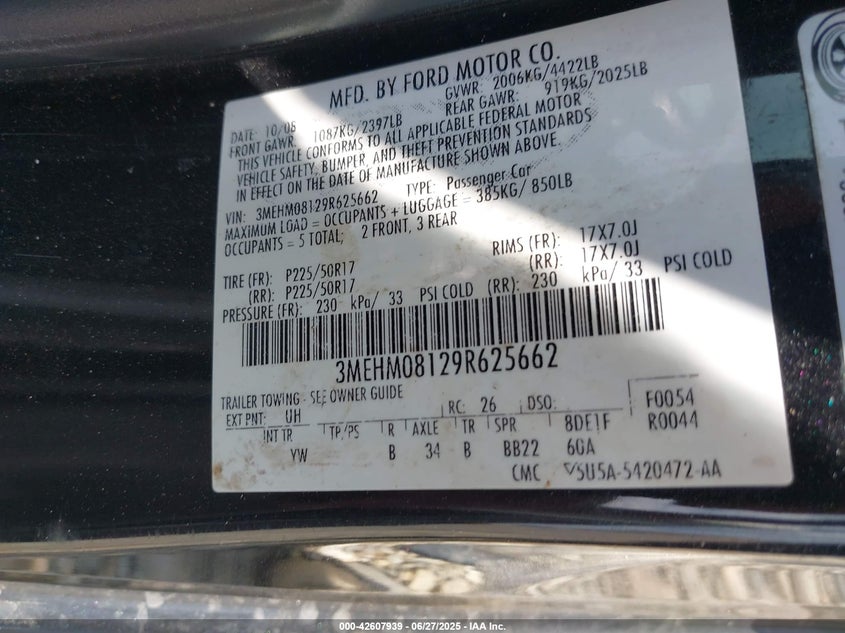 MFD. BY FORD MOTOR CO.
DATE: 10/08 GVWR: 2006KG/4422LB
FRONT GAWR: 1087KG/2397LB REAR GAWR: 919KG/2025LB
THIS VEHICLE CONFORMS TO ALL APPLICABLE FEDERAL MOTOR
VEHICLE SAFETY, BUMPER, AND THEFT PREVENTION STANDARDS
IN EFFECT ON THE DATE OF MANUFACTURE SHOWN ABOVE.
VIN: 3MEHM08129R625662 TYPE: Passenger Car
MAXIMUM LOAD = OCCUPANTS + LUGGAGE = 385KG/ 850LB
OCCUPANTS = 5 TOTAL; 2 FRONT, 3 REAR
TIRE (FR): P225/50R17 RIMS (FR): 17X7.0J
(RR): P225/50R17 (RR): 17X7.0J
PRESSURE (FR): 230 kPa/ 33 PSI COLD (RR): 230 kPa/ 33 PSI COLD
3MEHM08129R625662
TRAILER TOWING - SEE OWNER GUIDE
EXT PNT: UH RC: 26 DSO: F0054
INT TR TP/PS R AXLE TR SPR 8DE1F R0044
YW B 34 B BB22 6GA
CMC 5U5A-5420472-AA
000-42607939 | 06/27/2025 - IAA Inc.